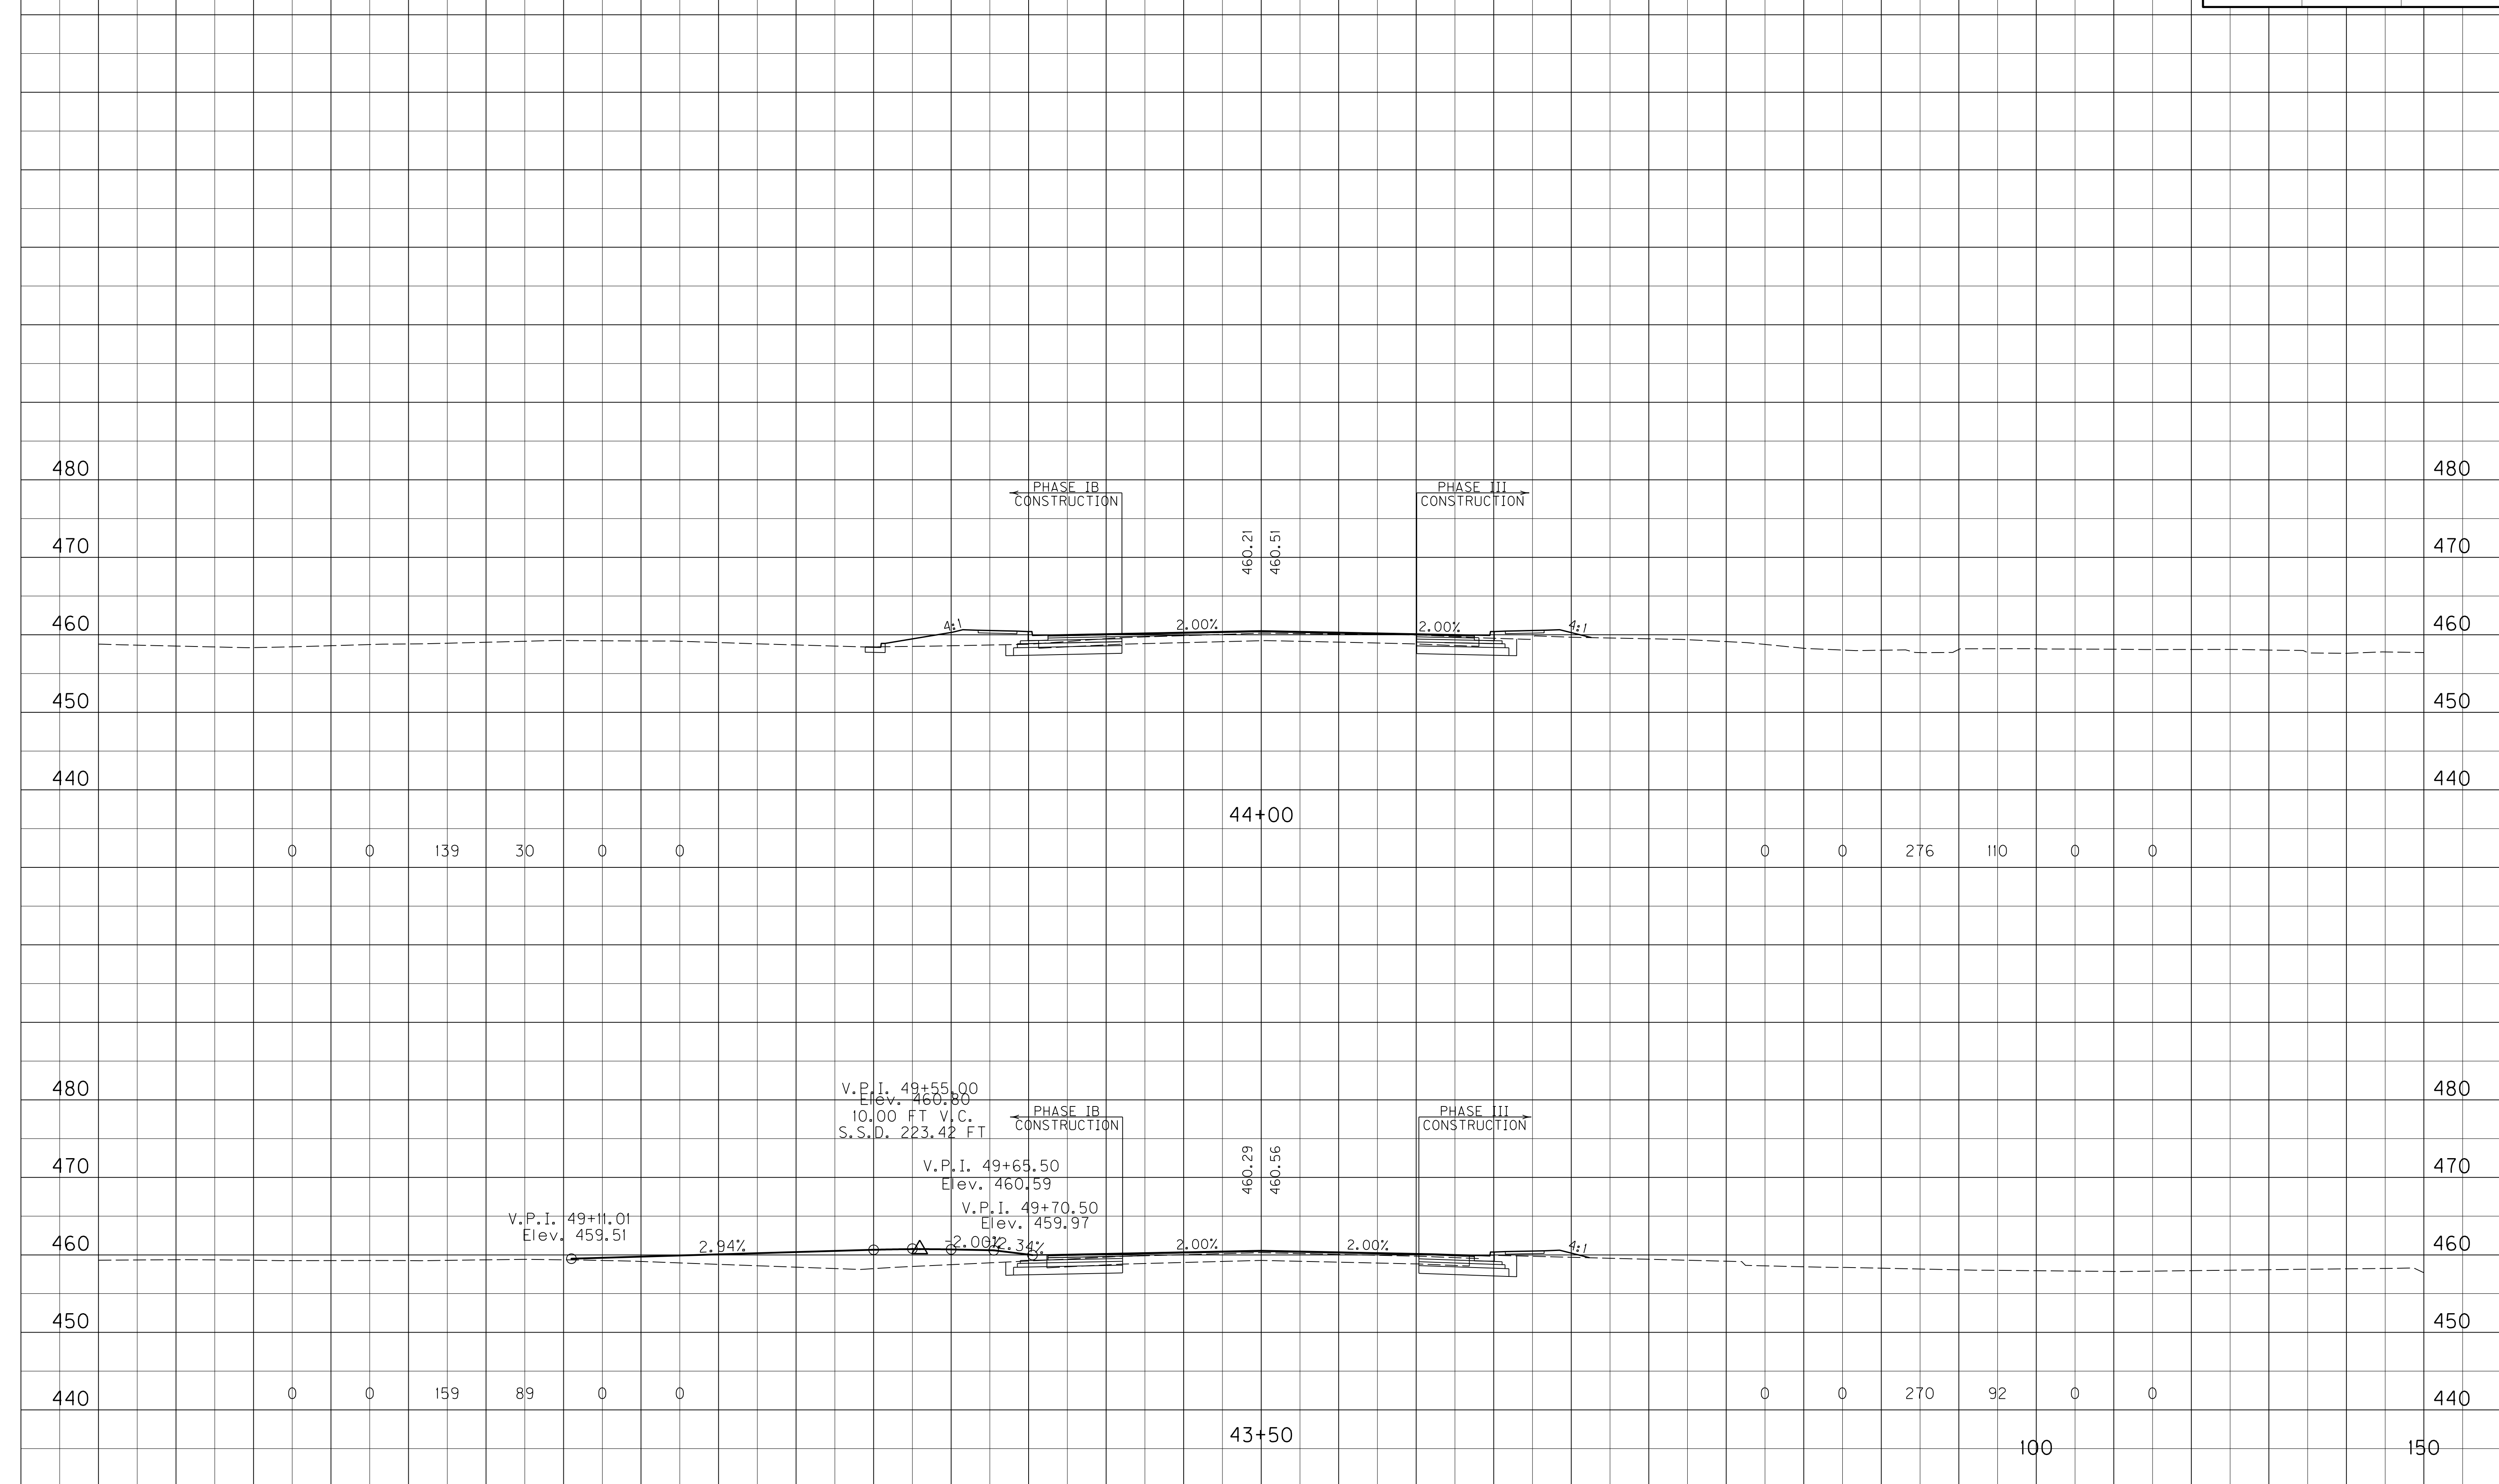 480 480
PHASE IB PHASE III
CONSTRUCTION CONSTRUCTION
460.21 460.51
470 470
460 4:1 2.00% 2.00% 4:1 460
450 450
440 440
44+00
0 0 139 30 0 0 0 0 276 110 0 0
480 V.P.I. 49+55.00 480
Elev. 460.80
10.00 FT V.C. PHASE IB PHASE III
S.S.D. 223.42 FT CONSTRUCTION CONSTRUCTION
460.29 460.56
470 V.P.I. 49+65.50 470
Elev. 460.59
V.P.I. 49+70.50
V.P.I. 49+11.01 Elev. 459.97
Elev. 459.51
460 2.94% -2.00% 2.00% 2.00% 4:1 460
450 450
0 0 159 89 0 0 0 0 270 92 0 0
440 440
43+50
100 150